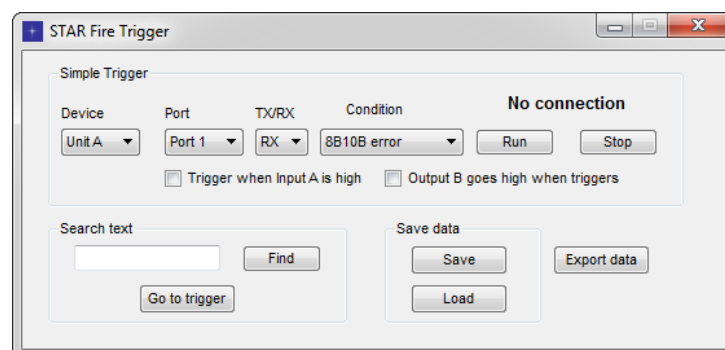 STAR Fire Trigger
Simple Trigger
Device Port TX/RX Condition No connection
Unit A Port 1 RX 8B10B error Run Stop
Trigger when Input A is high Output B goes high when triggers
Search text Save data
Find Save Export data
Go to trigger Load